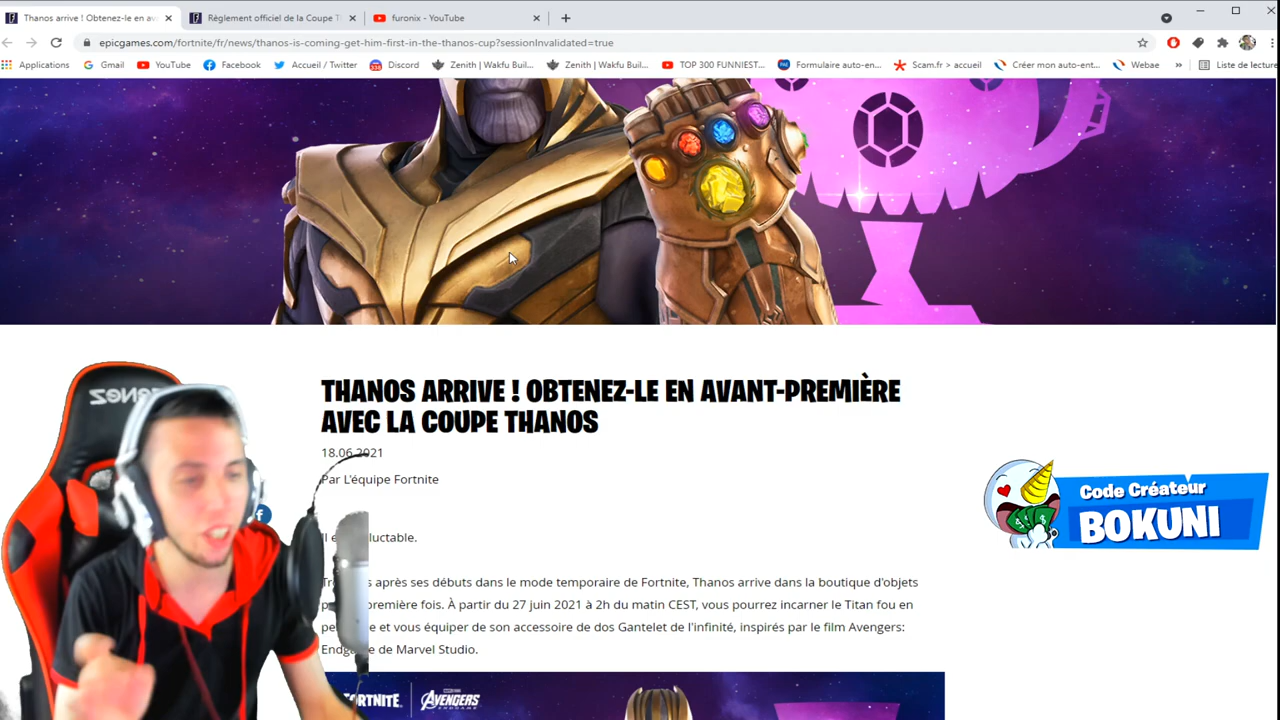 Thanos arrive ! Obtenez-le en av
Règlement officiel de la Coupe T
furonix - YouTube
epicgames.com/fortnite/fr/news/thanos-is-coming-get-him-first-in-the-thanos-cup?sessionInvalidated=true
Applications Gmail YouTube Facebook Accueil / Twitter Discord Zenith | Wakfu Buil... Zenith | Wakfu Buil... TOP 300 FUNNIEST... Formulaire auto-en... Scam.fr > accueil Créer mon auto-ent... Webae » Liste de lecture
THANOS ARRIVE ! OBTENEZ-LE EN AVANT-PREMIÈRE
AVEC LA COUPE THANOS
18.06.2021
Par L'équipe Fortnite
Code Créateur
BOKUNI
luctable.
après ses débuts dans le mode temporaire de Fortnite, Thanos arrive dans la boutique d'objets
première fois. À partir du 27 juin 2021 à 2h du matin CEST, vous pourrez incarner le Titan fou en
et vous équiper de son accessoire de dos Gantelet de l'infinité, inspirés par le film Avengers:
de Marvel Studio.
FORTNITE
AVENGERS